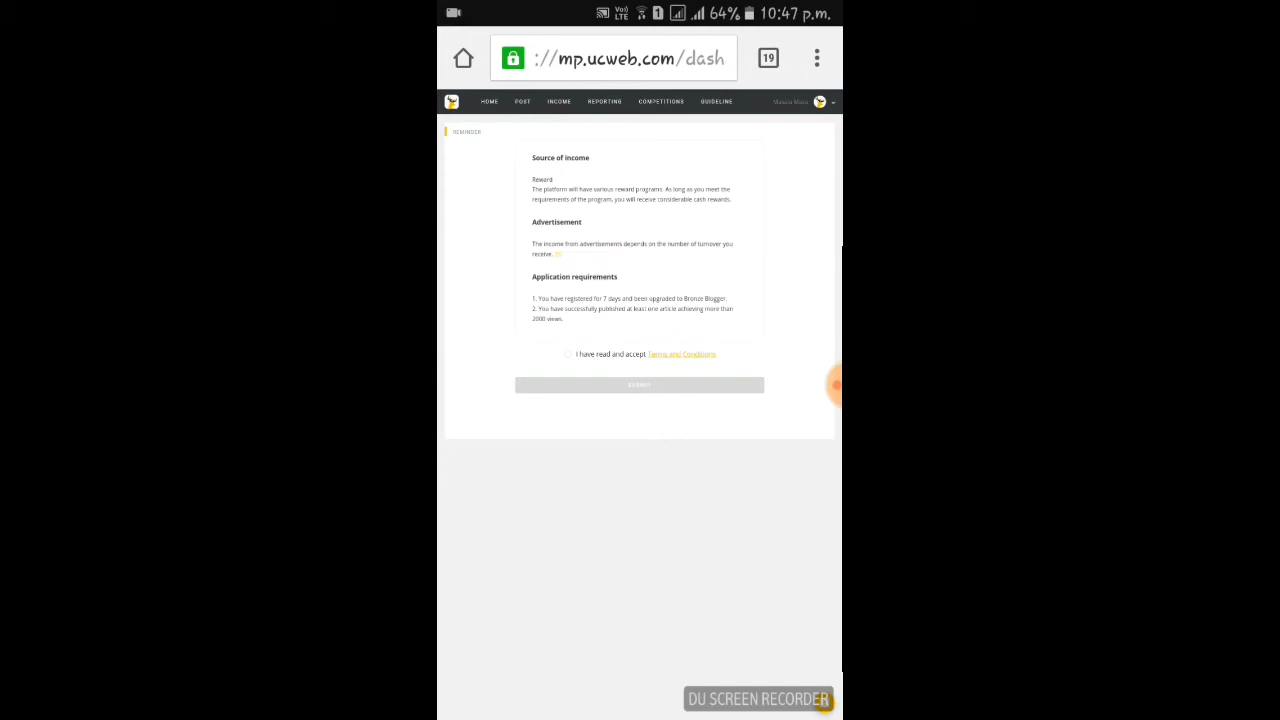 Vo)
LTE
1
64%
10:47 p.m.
://mp.ucweb.com/dash
19
HOME
POST
INCOME
REPORTING
COMPETITIONS
GUIDELINE
REMINDER
Source of income
Reward
The platform will have various reward programs. As long as you meet the
requirements of the program, you will receive considerable cash rewards.
Advertisement
The income from advertisements depends on the number of turnover you
receive.
Application requirements
1. You have registered for 7 days and been upgraded to Bronze Blogger.
2. You have successfully published at least one article achieving more than
2000 views.
I have read and accept Terms and Conditions
SUBMIT
DU SCREEN RECORDER